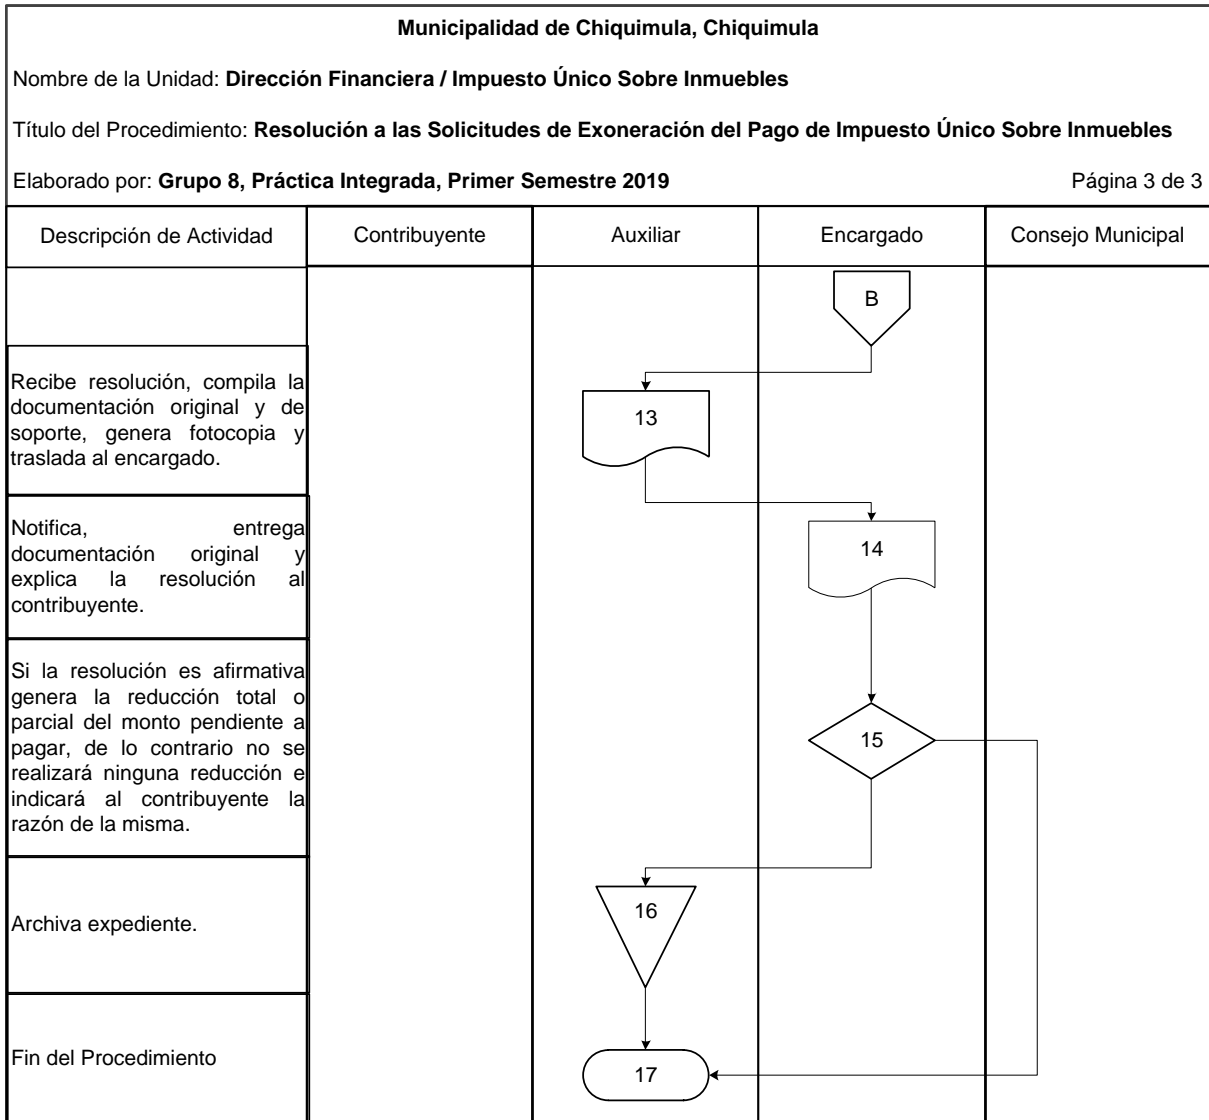 Municipalidad de Chiquimula, Chiquimula
Nombre de la Unidad: Dirección Financiera / Impuesto Único Sobre Inmuebles
Título del Procedimiento: Resolución a las Solicitudes de Exoneración del Pago de Impuesto Único Sobre Inmuebles
Elaborado por: Grupo 8, Práctica Integrada, Primer Semestre 2019 Página 3 de 3
Descripción de Actividad Contribuyente Auxiliar Encargado Consejo Municipal
B
Recibe resolución, compila la
documentación original y de
soporte, genera fotocopia y
traslada al encargado.
13
Notifica, entrega
documentación original y
explica la resolución al
contribuyente.
14
Si la resolución es afirmativa
genera la reducción total o
parcial del monto pendiente a
pagar, de lo contrario no se
realizará ninguna reducción e
indicará al contribuyente la
razón de la misma.
15
Archiva expediente.
16
Fin del Procedimiento
17